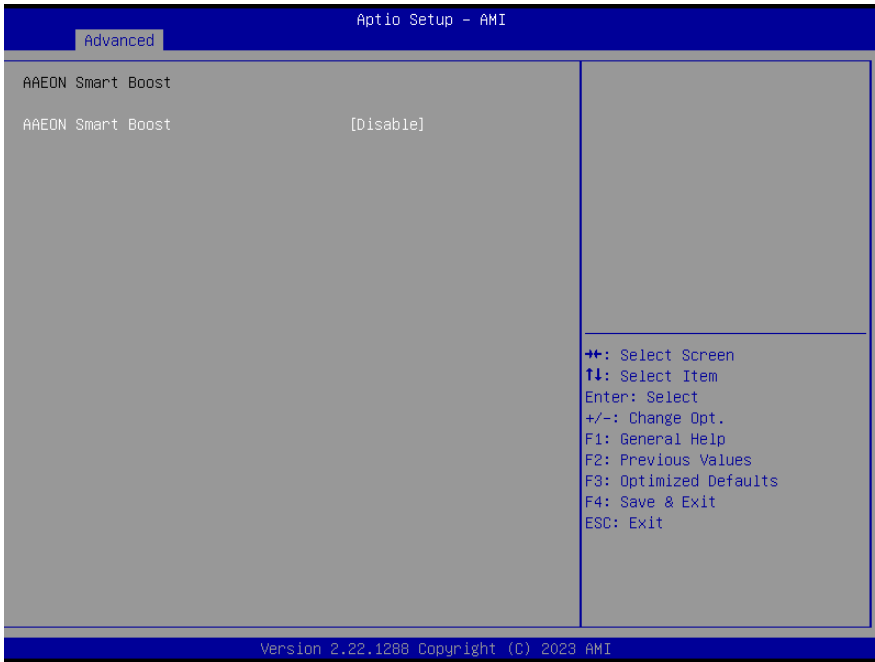 Aptio Setup – AMI
Advanced
AAEON Smart Boost
AAEON Smart Boost [Disable]
→←: Select Screen
↑↓: Select Item
Enter: Select
+/-: Change Opt.
F1: General Help
F2: Previous Values
F3: Optimized Defaults
F4: Save & Exit
ESC: Exit
Version 2.22.1288 Copyright (C) 2023 AMI